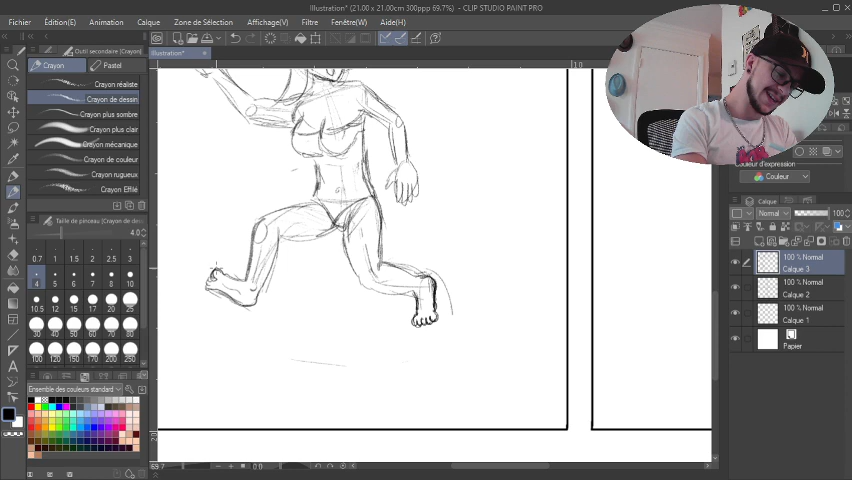 Illustration* (21.00 x 21.00cm 300ppp 69.7%) - CLIP STUDIO PAINT PRO
Fichier Édition(E) Animation Calque Zone de Sélection Affichage(V) Filtre Fenêtre(W) Aide(H)
Outil secondaire (Crayon)
Illustration*
Crayon Pastel
Crayon réaliste
Crayon de dessin
Crayon plus sombre
Crayon plus clair
Crayon mécanique
Crayon de couleur
Crayon rugueux
Crayon Effilé
Taille de pinceau [Crayon de de
4.0
0.7 1 1.5 2 2.5 3
4 5 6 7 8 10
10.5 12 15 17 20 25
30 40 50 60 70 80
100 120 150 170 200 250
Ensemble des couleurs standard
Couleur d'expression
Couleur
Calque
Normal 100
100 % Normal
Calque 3
100 % Normal
Calque 2
100 % Normal
Calque 1
Papier
69.7 0.0